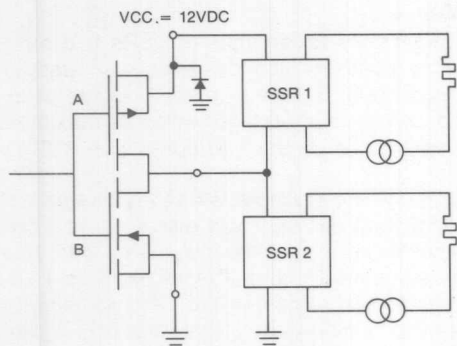 VCC. = 12VDC
A
SSR 1
B
SSR 2